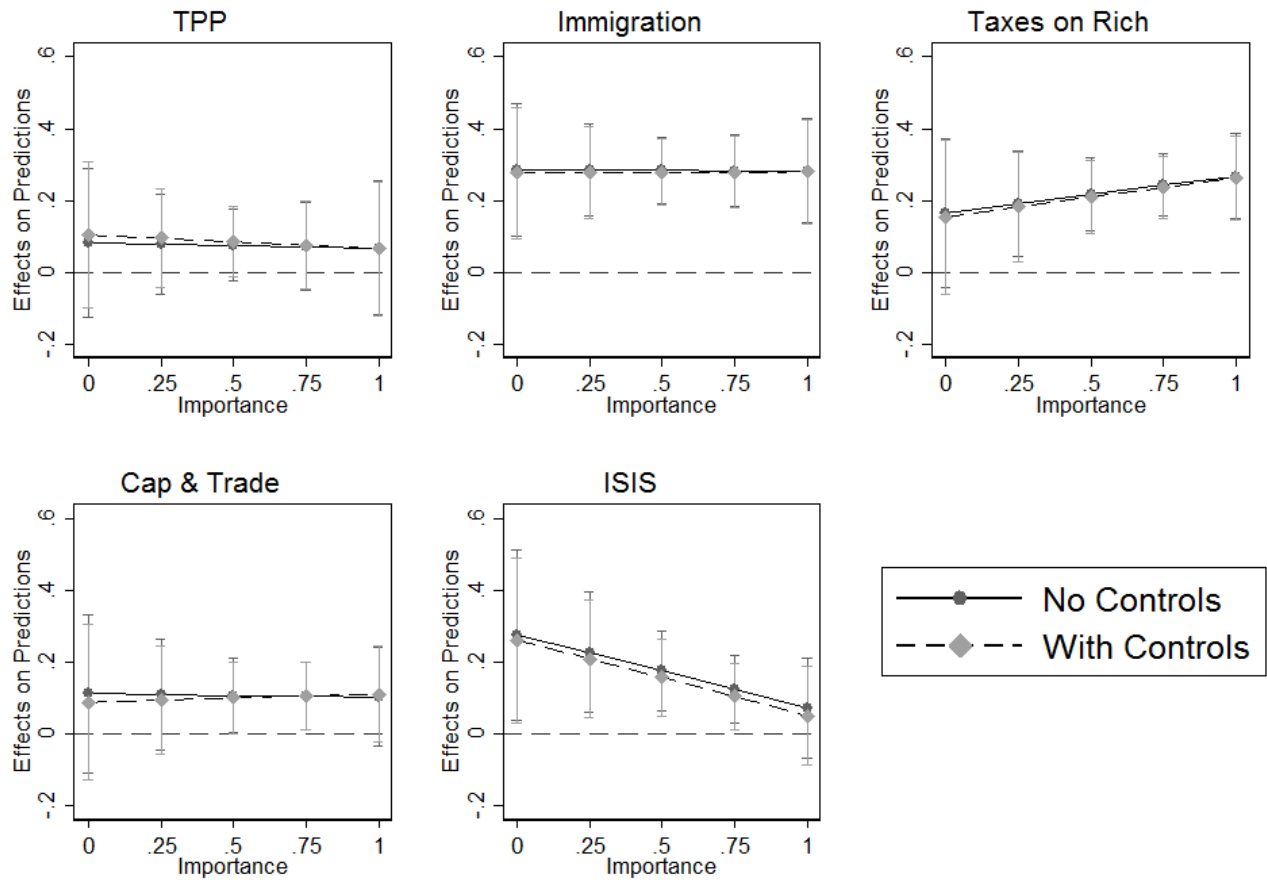 TPP
Effects on Predictions
.6
.4
.2
0
-.2
0 .25 .5 .75 1
Importance
Immigration
Effects on Predictions
.6
.4
.2
0
-.2
0 .25 .5 .75 1
Importance
Taxes on Rich
Effects on Predictions
.6
.4
.2
0
-.2
0 .25 .5 .75 1
Importance
Cap & Trade
Effects on Predictions
.6
.4
.2
0
-.2
0 .25 .5 .75 1
Importance
ISIS
Effects on Predictions
.6
.4
.2
0
-.2
0 .25 .5 .75 1
Importance
No Controls
With Controls